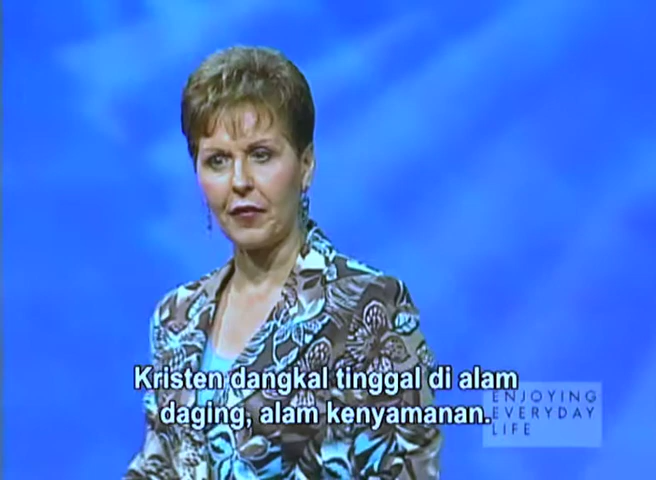 Kristen dangkal tinggal di alam
daging, alam kenyamanan.
ENJOYING
EVERYDAY
LIFE